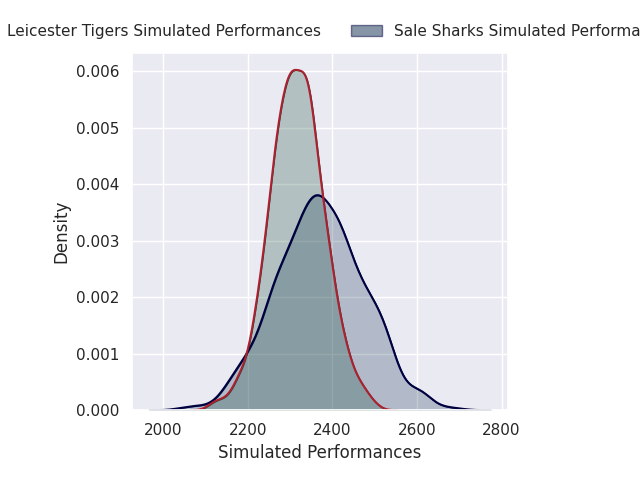 Leicester Tigers Simulated Performances Sale Sharks Simulated Performa
0.006
0.005
0.004
0.003
0.002
0.001
0.000
Density
2000 2200 2400 2600 2800
Simulated Performances